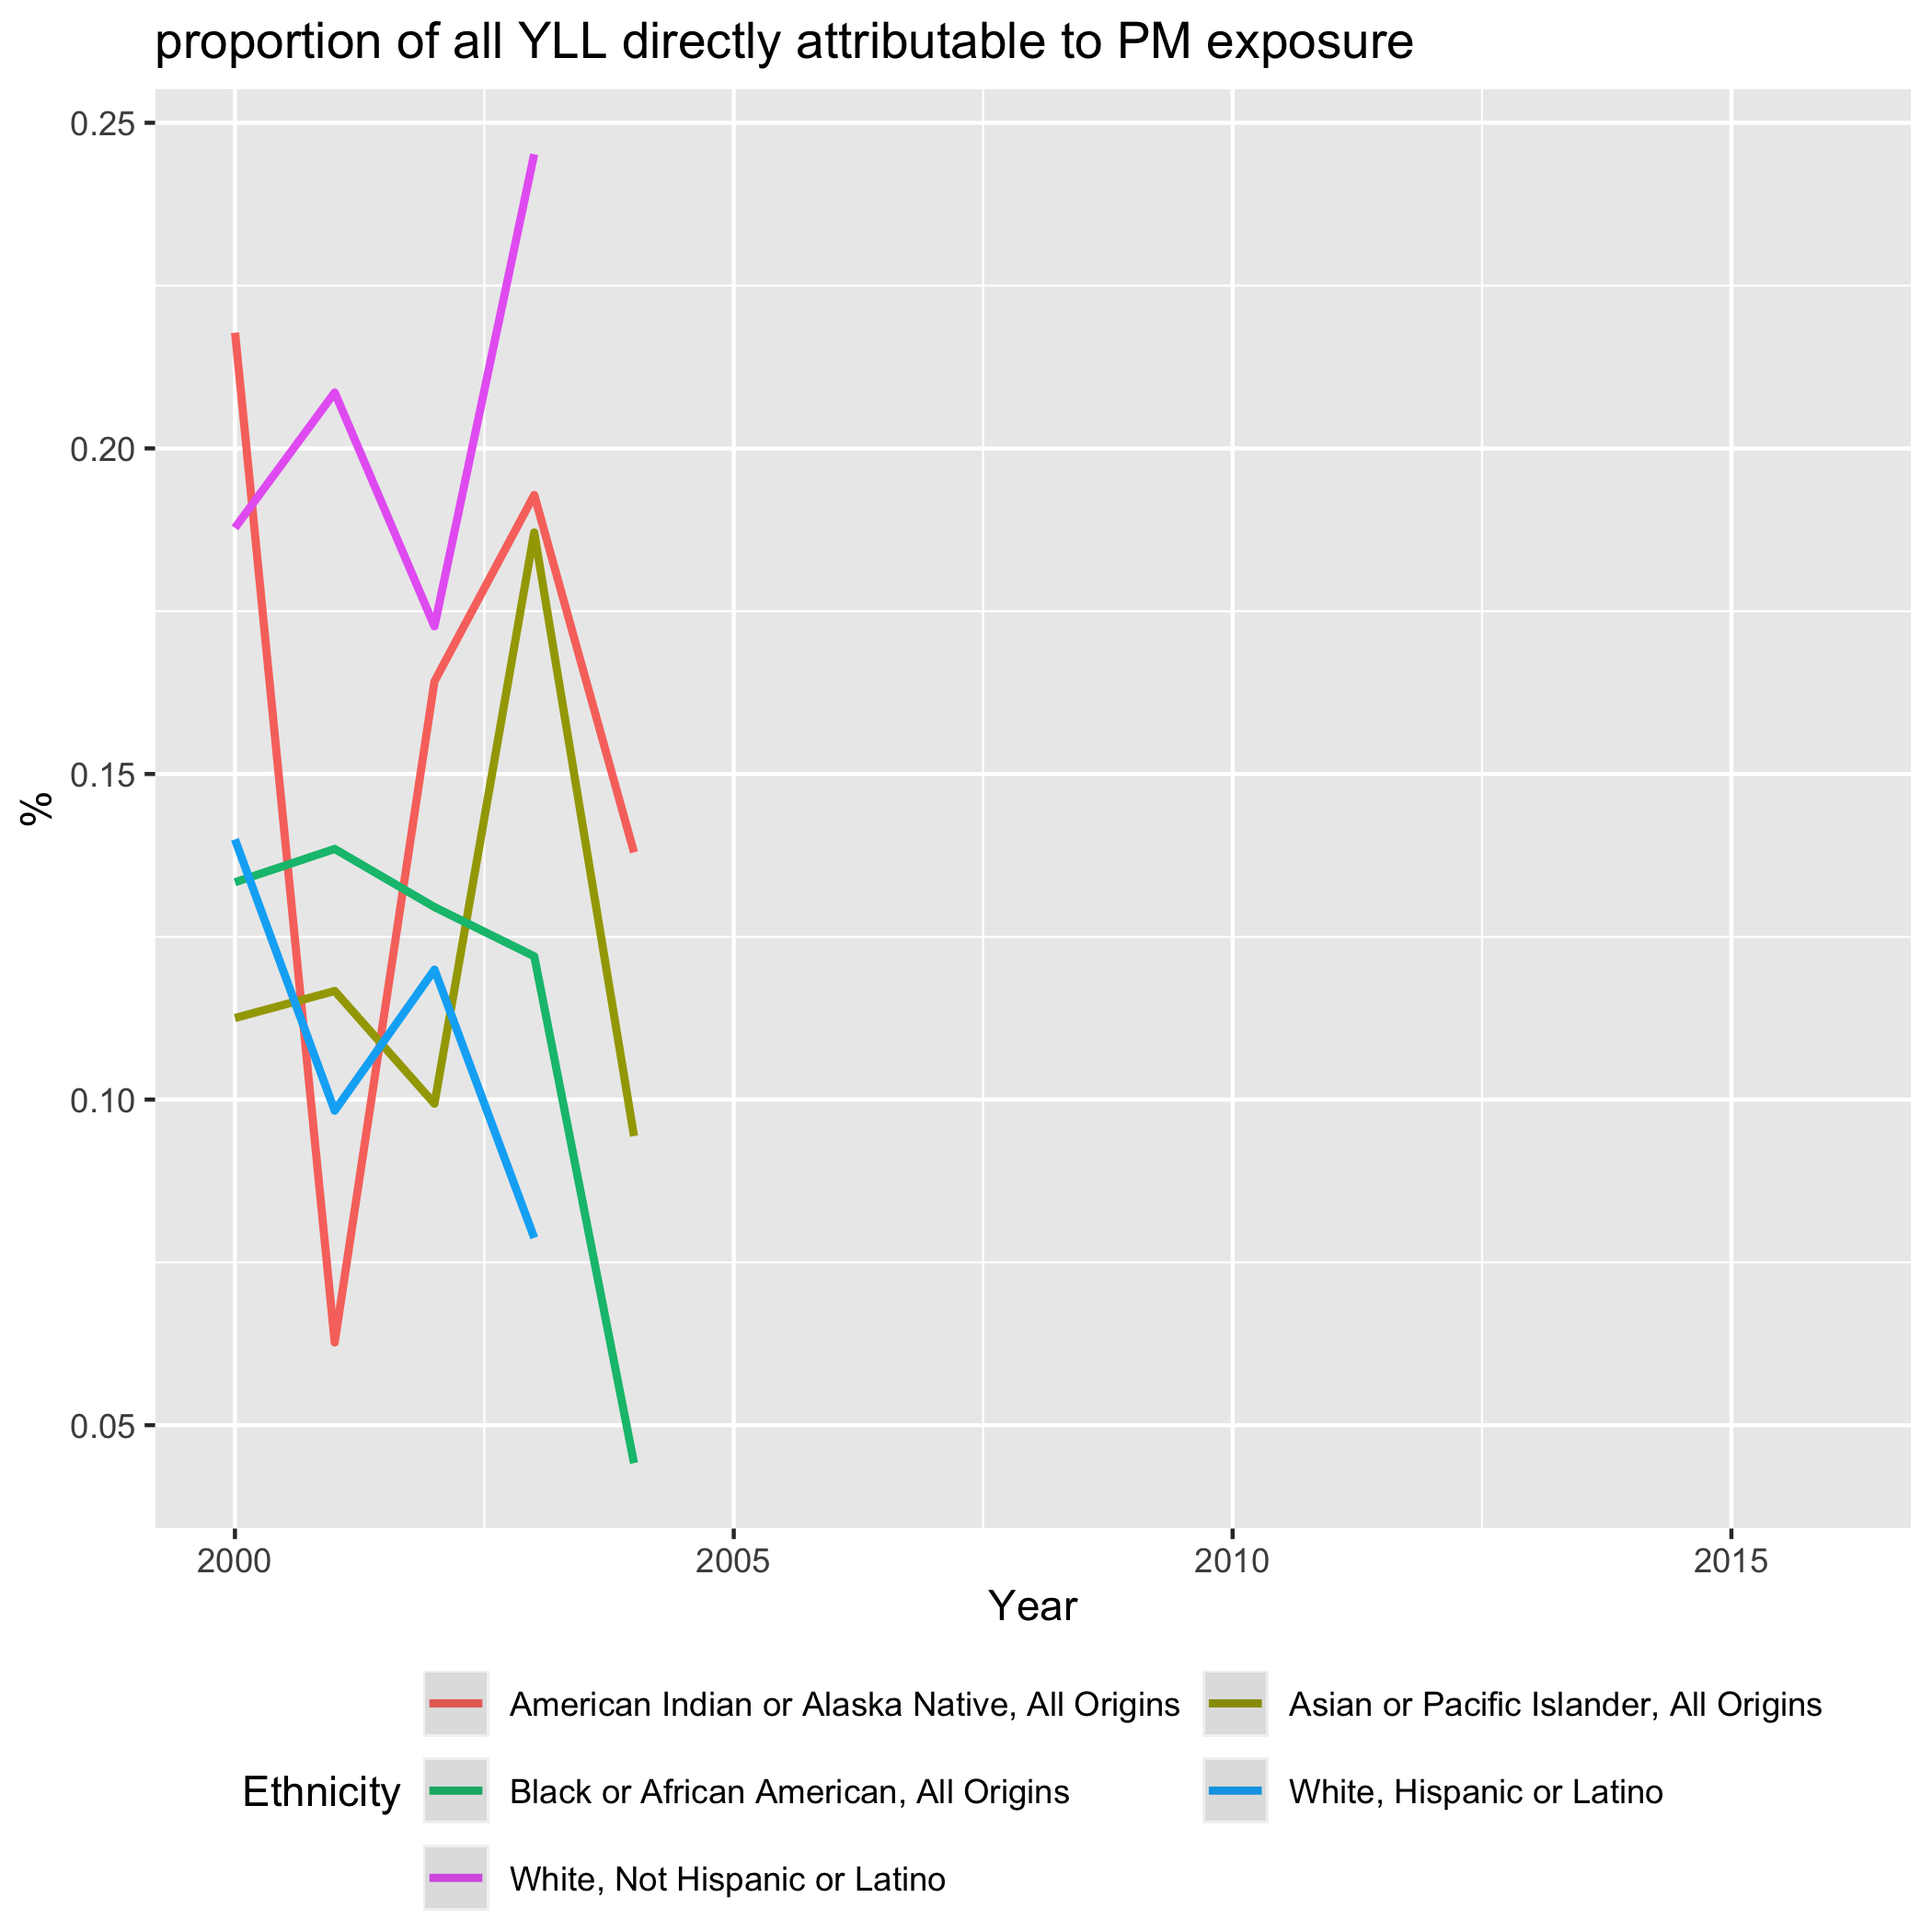 proportion of all YLL directly attributable to PM exposure
0.25
0.20
0.15
0.10
0.05
%
2000 2005 2010 2015
Year
Ethnicity
American Indian or Alaska Native, All Origins
Asian or Pacific Islander, All Origins
Black or African American, All Origins
White, Hispanic or Latino
White, Not Hispanic or Latino